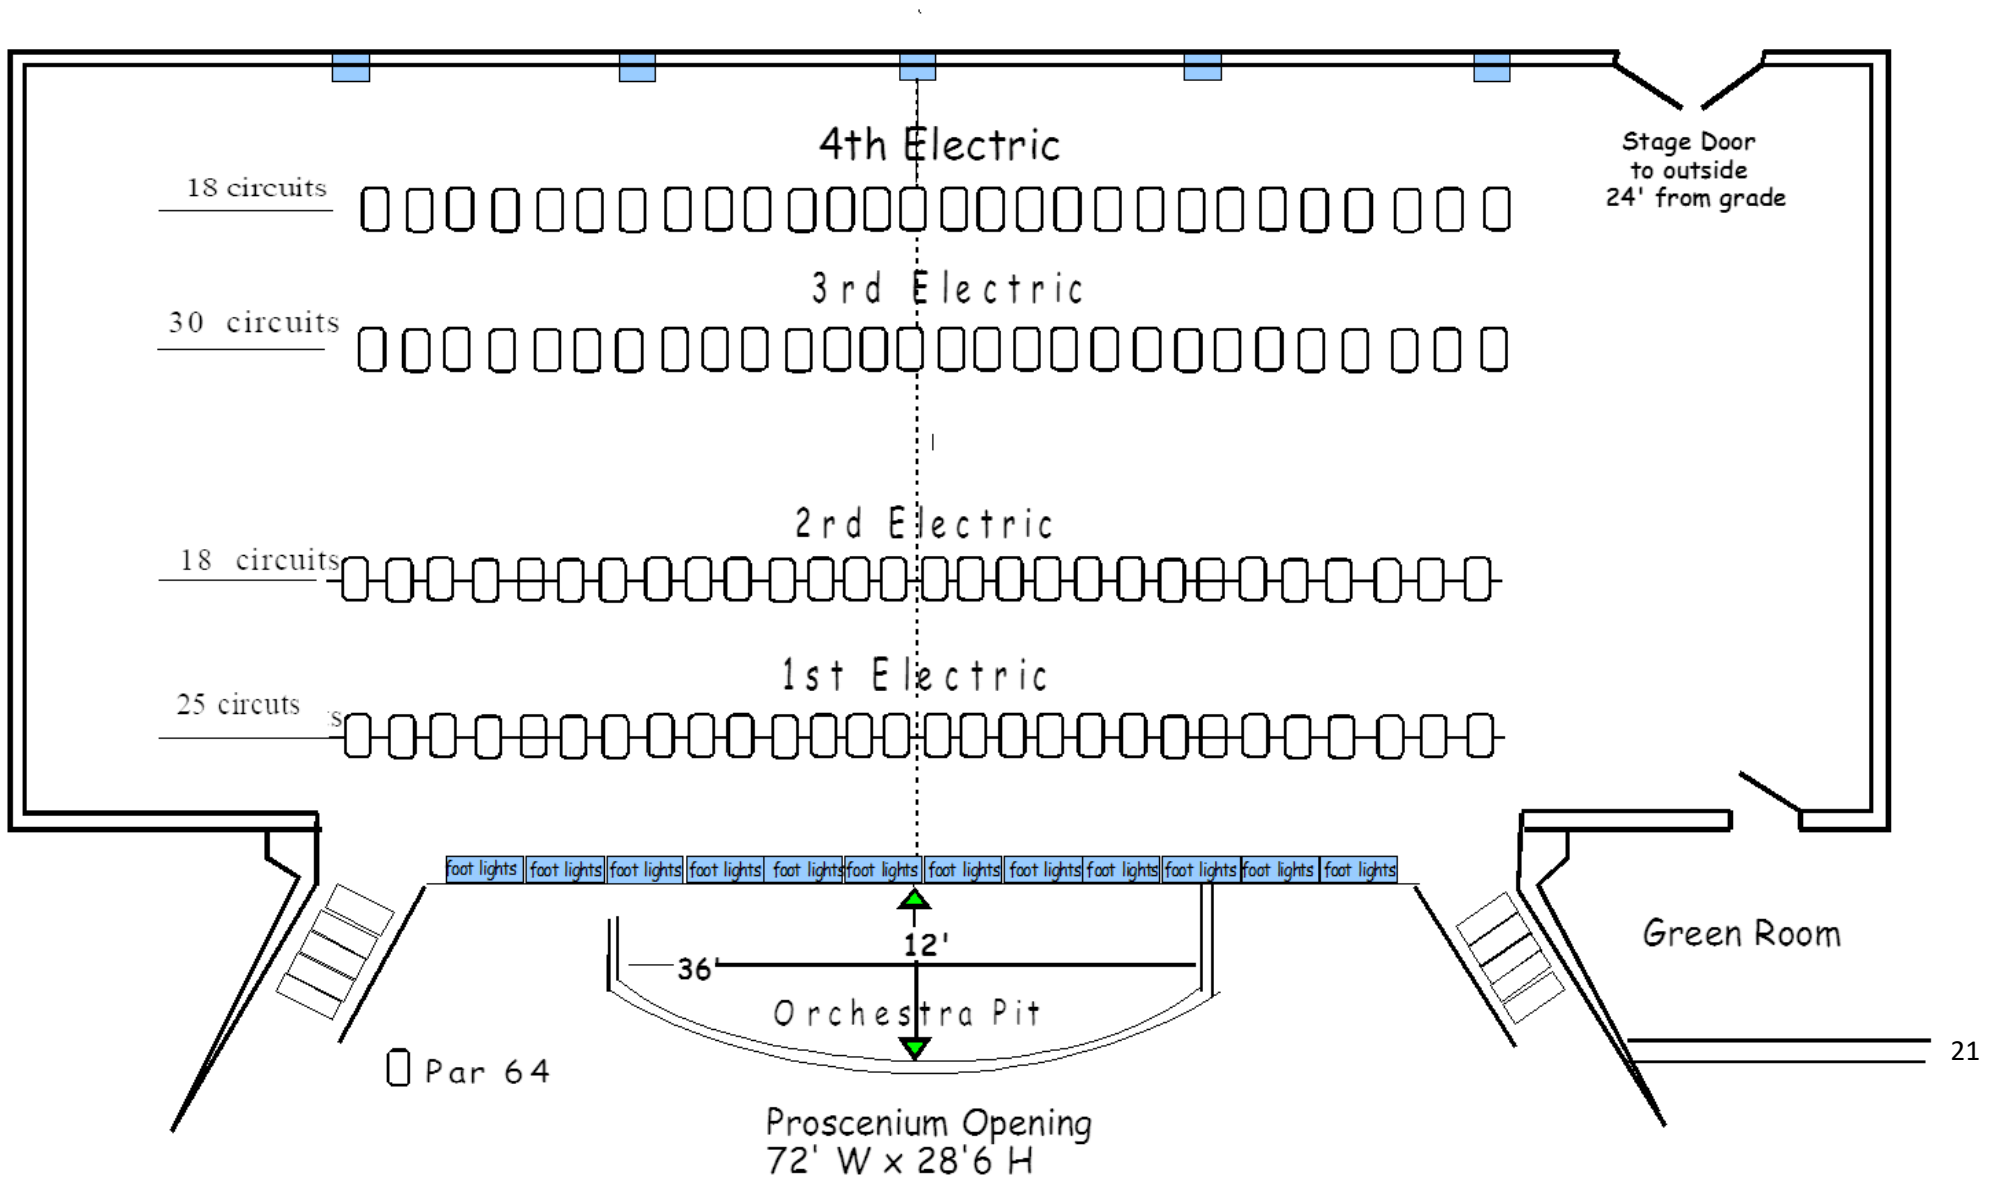 4th Electric
Stage Door
to outside
24' from grade
18 circuits
3rd Electric
30 circuits
2rd Electric
18 circuits
1st Electric
25 circuts
s
foot lights foot lights foot lights foot lights foot lights foot lights foot lights foot lights foot lights foot lights foot lights foot lights
12'
36'
Green Room
Orchestra Pit
21
Par 64
Proscenium Opening
72' W x 28'6 H